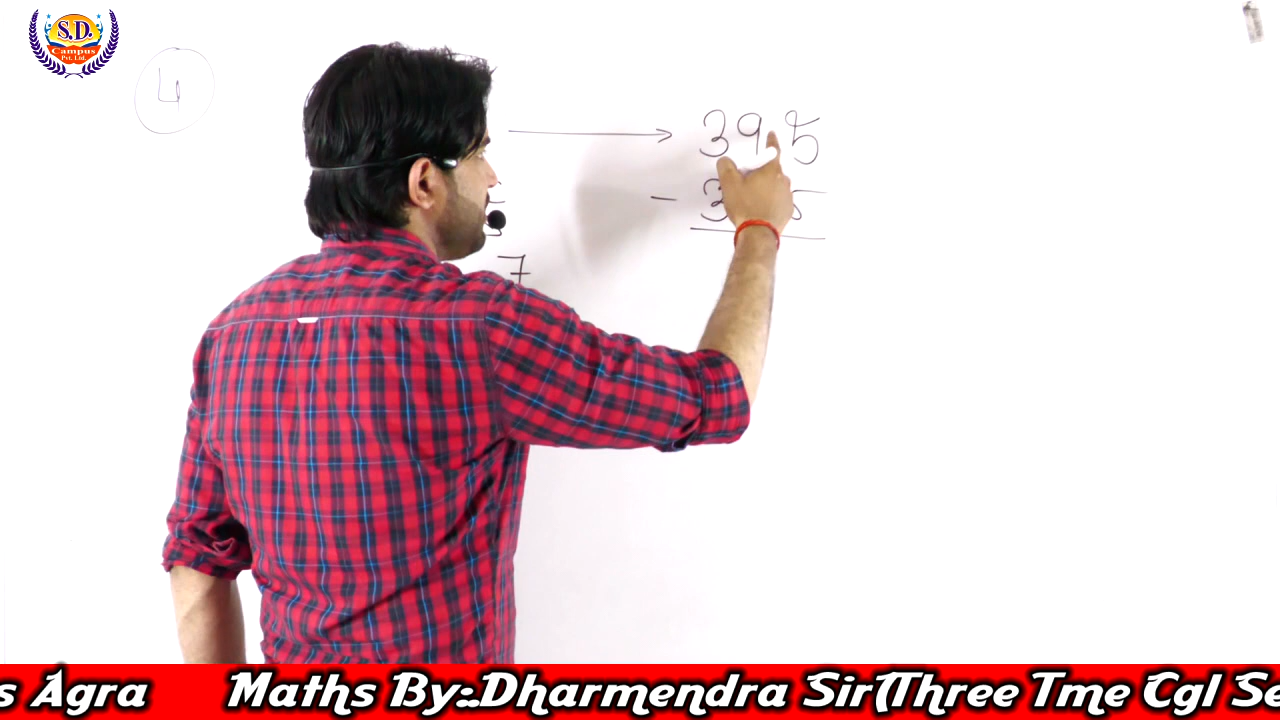 S.D.
Campus
Pvt. Ltd.
4
395
- 3
7
s Agra Maths By:.Dharmendra Sir(Three Tme Cgl Se